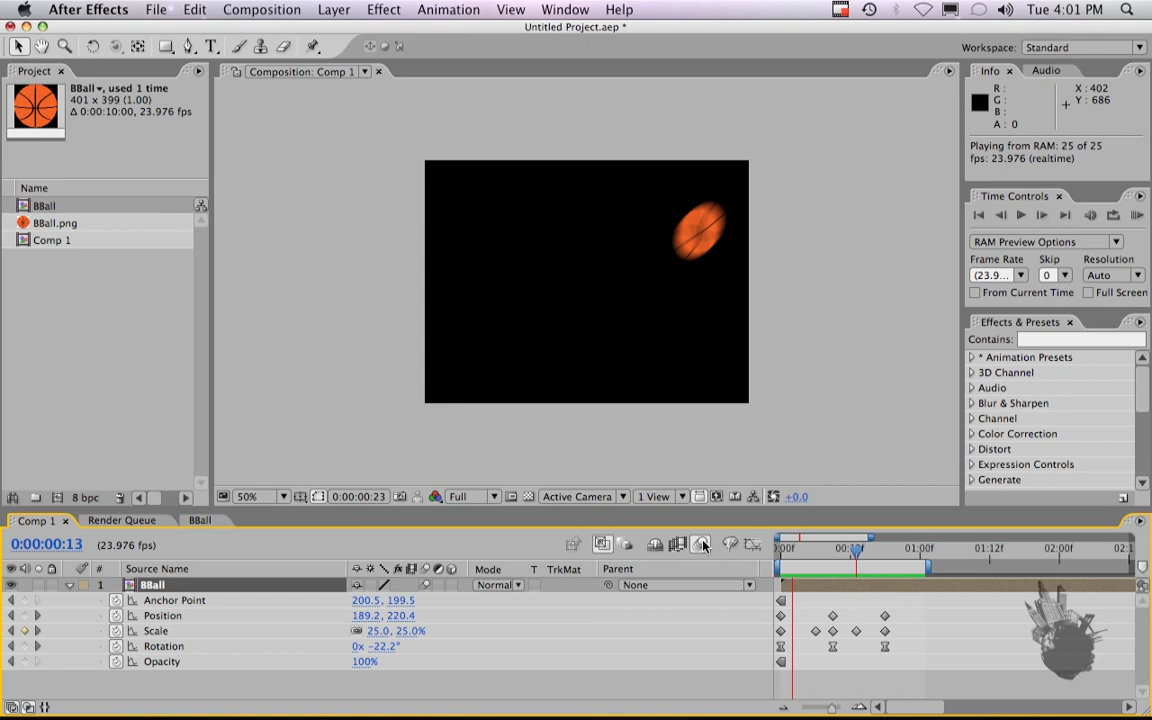 After Effects File Edit Composition Layer Effect Animation View Window Help Tue 4:01 PM
Untitled Project.aep *
Workspace: Standard
Project
BBall, used 1 time
401 x 399 (1.00)
Δ 0:00:10:00, 23.976 fps
Name
BBall
BBall.png
Comp 1
8 bpc
Composition: Comp 1
50% 0:00:00:23 Full Active Camera 1 View +0.0
Info Audio
R : X : 402
G : Y : 686
B :
A : 0
Playing from RAM: 25 of 25
fps: 23.976 (realtime)
Time Controls
RAM Preview Options
Frame Rate Skip Resolution
(23.9... 0 Auto
From Current Time Full Screen
Effects & Presets
Contains:
* Animation Presets
3D Channel
Audio
Blur & Sharpen
Channel
Color Correction
Distort
Expression Controls
Generate
Comp 1 Render Queue BBall
0:00:00:13 (23.976 fps)
:00f 01:00f 01:12f 02:00f 02:1
# Source Name Mode T TrkMat Parent
1 BBall Normal None
Anchor Point 200.5, 199.5
Position 189.2, 220.4
Scale 25.0, 25.0%
Rotation 0x -22.2°
Opacity 100%